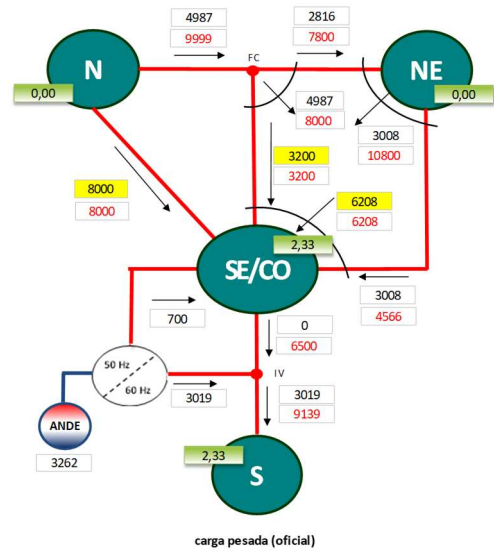 4987
9999
2816
7800
FC
N
NE
0,00
0,00
4987
8000
3008
10800
3200
3200
8000
8000
6208
6208
2,33
SE/CO
3008
4566
700
0
6500
50 Hz
60 Hz
IV
3019
3019
9139
ANDE
3262
2,33
S
carga pesada (oficial)